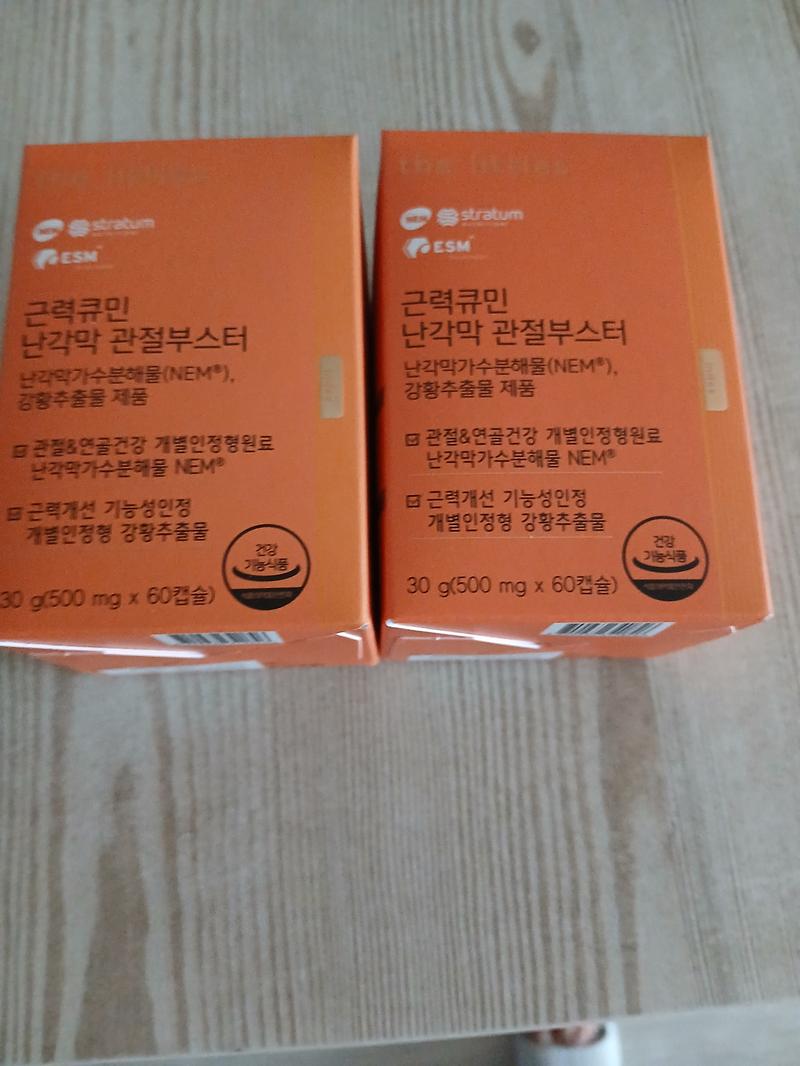 NEM
stratum
ESM
근력큐민
난각막 관절부스터
난각막가수분해물(NEM®),
강황추출물 제품
관절&연골건강 개별인정형원료
난각막가수분해물 NEM®
근력개선 기능성인정
개별인정형 강황추출물
30 g(500 mg x 60캡슐)
건강
기능식품
the littles
NEM
stratum
ESM
근력큐민
난각막 관절부스터
난각막가수분해물(NEM®),
강황추출물 제품
관절&연골건강 개별인정형원료
난각막가수분해물 NEM®
근력개선 기능성인정
개별인정형 강황추출물
30 g(500 mg x 60캡슐)
건강
기능식품